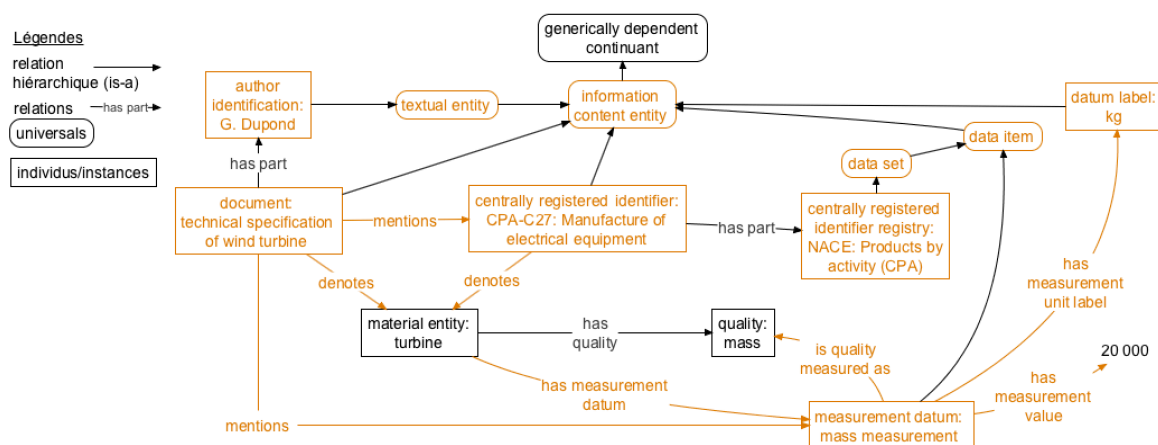 Légendes
relation
hiérarchique (is-a)
relations
has part
universals
individus/instances
generically dependent
continuant
author
identification:
G. Dupond
textual entity
information
content entity
datum label:
kg
data item
data set
has part
document:
technical specification
of wind turbine
mentions
centrally registered identifier:
CPA-C27: Manufacture of
electrical equipment
has part
centrally registered
identifier registry:
NACE: Products by
activity (CPA)
denotes
denotes
has
measurement
unit label
material entity:
turbine
has
quality
quality:
mass
is quality
measured as
20 000
has measurement
datum
has
measurement
value
mentions
measurement datum:
mass measurement